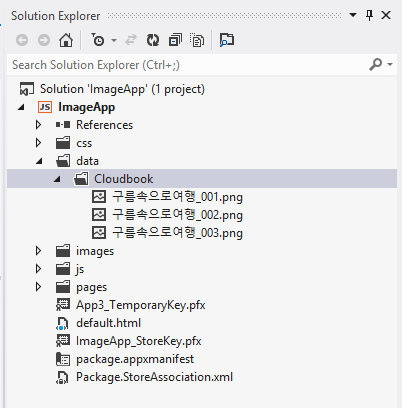 Solution Explorer
Search Solution Explorer (Ctrl+;)
Solution 'ImageApp' (1 project)
JS ImageApp
References
css
data
Cloudbook
구름속으로여행_001.png
구름속으로여행_002.png
구름속으로여행_003.png
images
js
pages
App3_TemporaryKey.pfx
default.html
ImageApp_StoreKey.pfx
package.appxmanifest
Package.StoreAssociation.xml